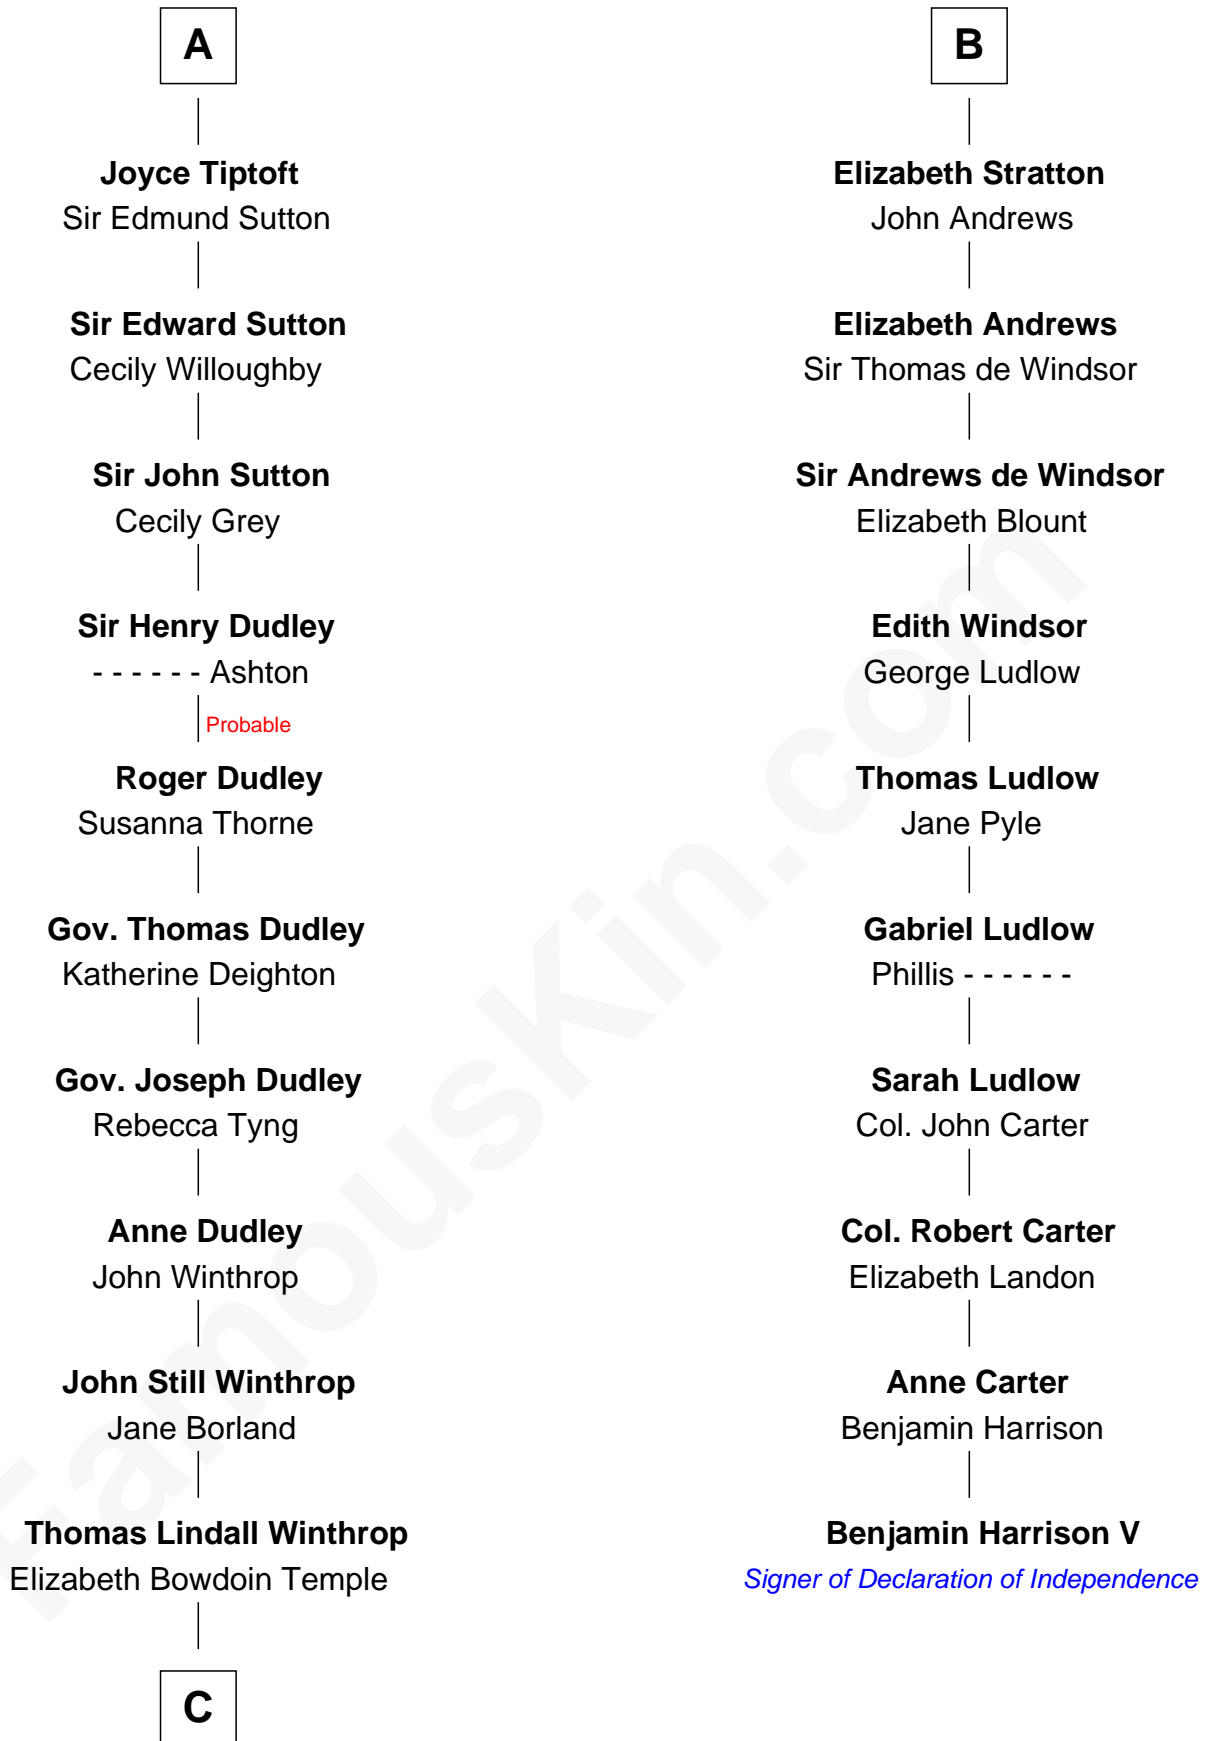 A
Joyce Tiptoft
Sir Edmund Sutton
Sir Edward Sutton
Cecily Willoughby
Sir John Sutton
Cecily Grey
Sir Henry Dudley
- - - - - - Ashton
Probable
Roger Dudley
Susanna Thorne
Gov. Thomas Dudley
Katherine Deighton
Gov. Joseph Dudley
Rebecca Tyng
Anne Dudley
John Winthrop
John Still Winthrop
Jane Borland
Thomas Lindall Winthrop
Elizabeth Bowdoin Temple
C
B
Elizabeth Stratton
John Andrews
Elizabeth Andrews
Sir Thomas de Windsor
Sir Andrews de Windsor
Elizabeth Blount
Edith Windsor
George Ludlow
Thomas Ludlow
Jane Pyle
Gabriel Ludlow
Phillis - - - - - -
Sarah Ludlow
Col. John Carter
Col. Robert Carter
Elizabeth Landon
Anne Carter
Benjamin Harrison
Benjamin Harrison V
Signer of Declaration of Independence
FamousKin.com